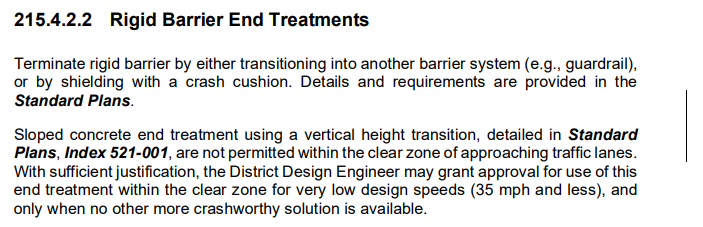 215.4.2.2 Rigid Barrier End Treatments
Terminate rigid barrier by either transitioning into another barrier system (e.g., guardrail),
or by shielding with a crash cushion. Details and requirements are provided in the
Standard Plans.
Sloped concrete end treatment using a vertical height transition, detailed in Standard
Plans, Index 521-001, are not permitted within the clear zone of approaching traffic lanes.
With sufficient justification, the District Design Engineer may grant approval for use of this
end treatment within the clear zone for very low design speeds (35 mph and less), and
only when no other more crashworthy solution is available.